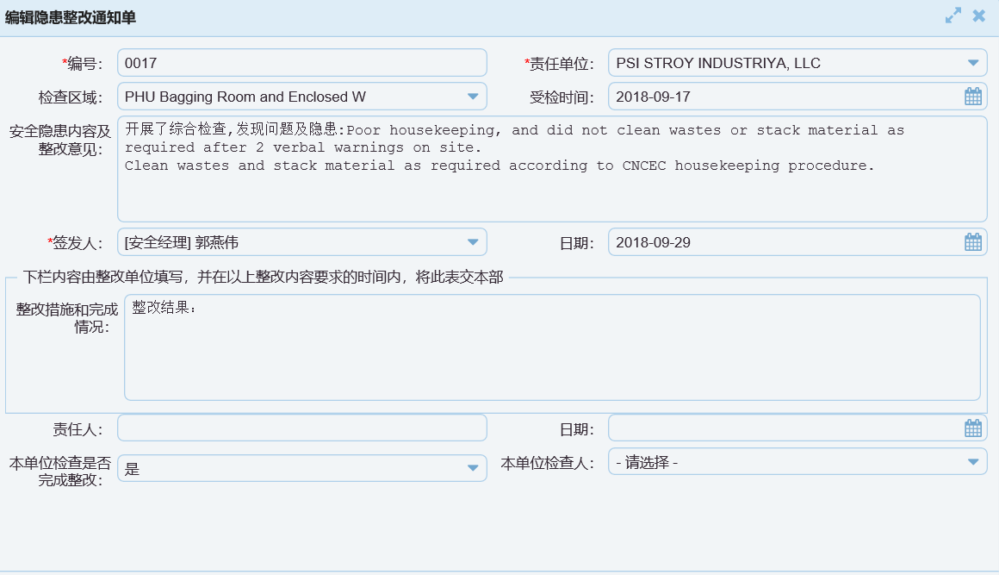 编辑隐患整改通知单
*编号： 0017 *责任单位： PSI STROY INDUSTRIYA, LLC
检查区域： PHU Bagging Room and Enclosed W 受检时间： 2018-09-17
安全隐患内容及
整改意见：
开展了综合检查,发现问题及隐患:Poor housekeeping, and did not clean wastes or stack material as
required after 2 verbal warnings on site.
Clean wastes and stack material as required according to CNCEC housekeeping procedure.
*签发人： [安全经理] 郭燕伟 日期： 2018-09-29
下栏内容由整改单位填写，并在以上整改内容要求的时间内，将此表交本部
整改措施和完成
情况：
整改结果：
责任人： 日期：
本单位检查是否
完成整改：
是 本单位检查人： - 请选择 -